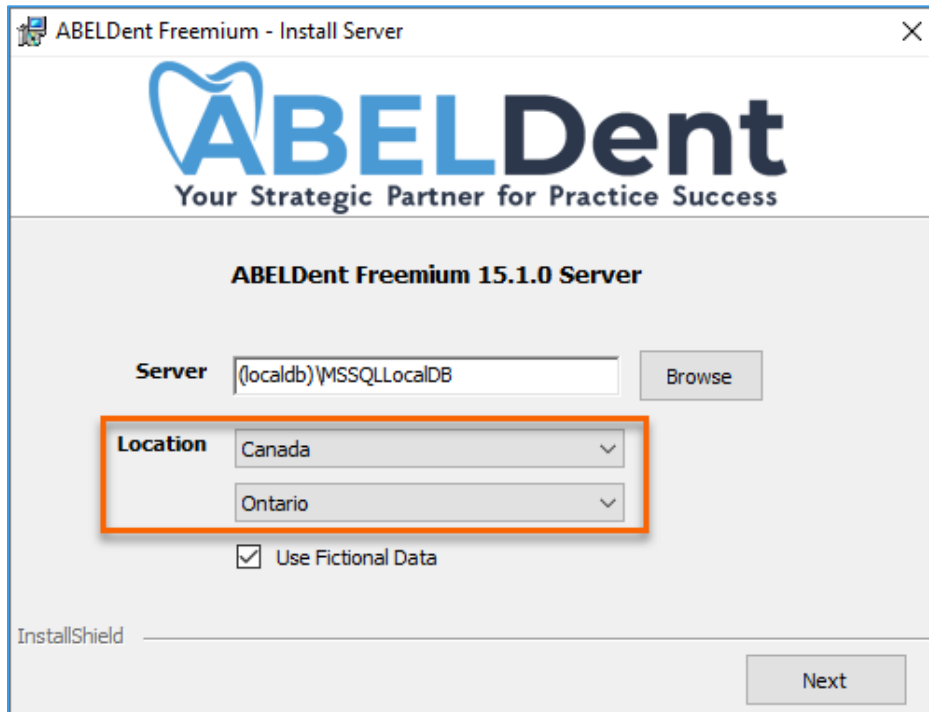 ABELDent Freemium - Install Server
ABELDent
Your Strategic Partner for Practice Success
ABELDent Freemium 15.1.0 Server
Server (localdb)\MSSQLLocalDB Browse
Location Canada
Ontario
Use Fictional Data
InstallShield
Next